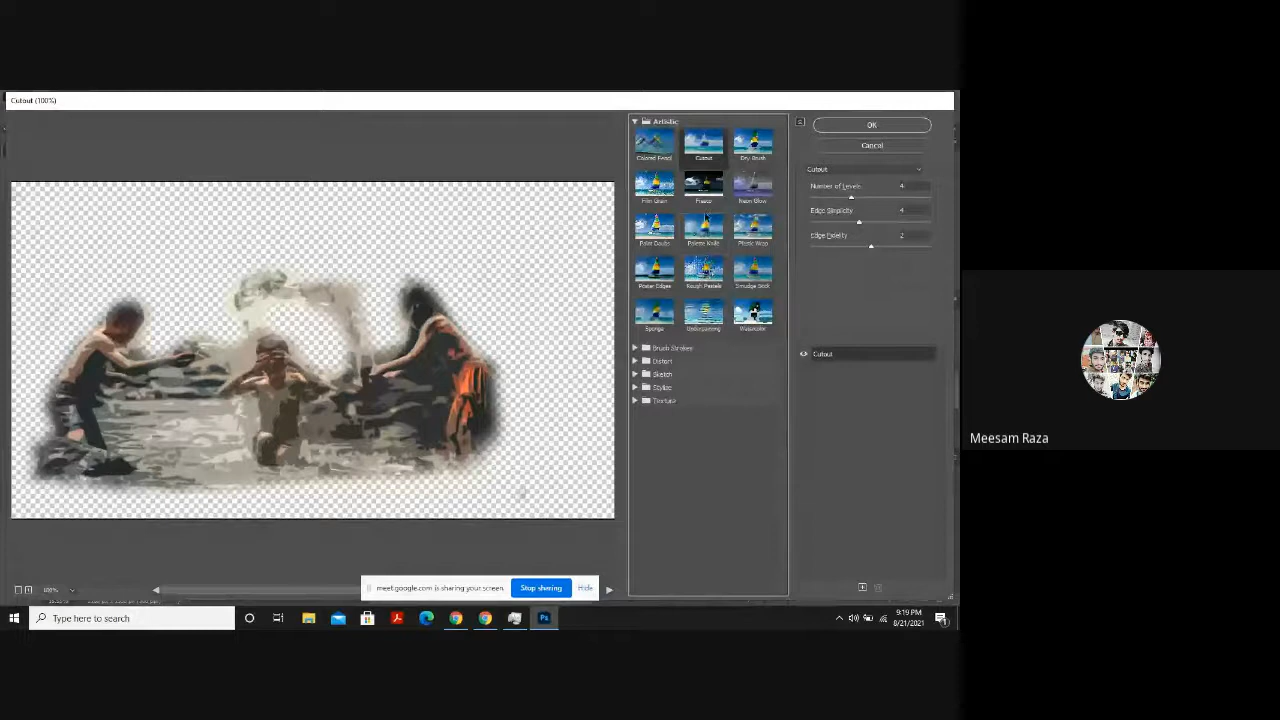 Cutout (100%)
Artistic
Colored Pencil
Cutout
Dry Brush
Film Grain
Fresco
Neon Glow
Paint Daubs
Palette Knife
Plastic Wrap
Poster Edges
Rough Pastels
Smudge Stick
Sponge
Underpainting
Watercolor
Brush Strokes
Distort
Sketch
Stylize
Texture
OK
Cancel
Cutout
Number of Levels 4
Edge Simplicity 4
Edge Fidelity 2
Cutout
Meesam Raza
100%
meet.google.com is sharing your screen.
Stop sharing
Hide
Type here to search
Ps
9:19 PM
8/21/2021